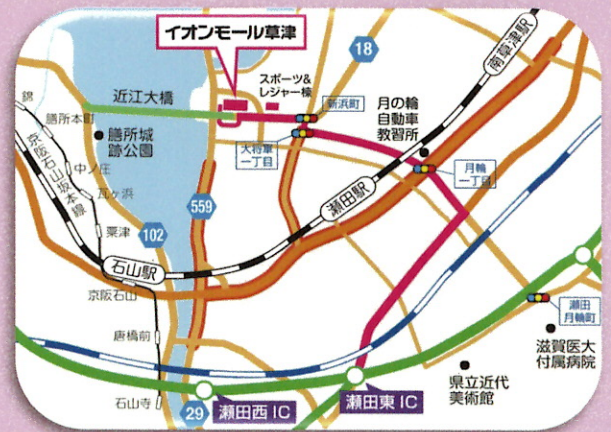 イオンモール草津
スポーツ&
レジャー棟
18
南草津駅
近江大橋
新浜町
月の輪
自動車
教習所
錦
膳所本町
膳所城
跡公園
大将軍
一丁目
月輪
一丁目
京阪石山坂本線
中ノ庄
瓦ヶ浜
瀬田駅
559
粟津
102
石山駅
京阪石山
瀬田
月輪町
唐橋前
滋賀医大
付属病院
県立近代
美術館
石山寺
29
瀬田西IC
瀬田東IC